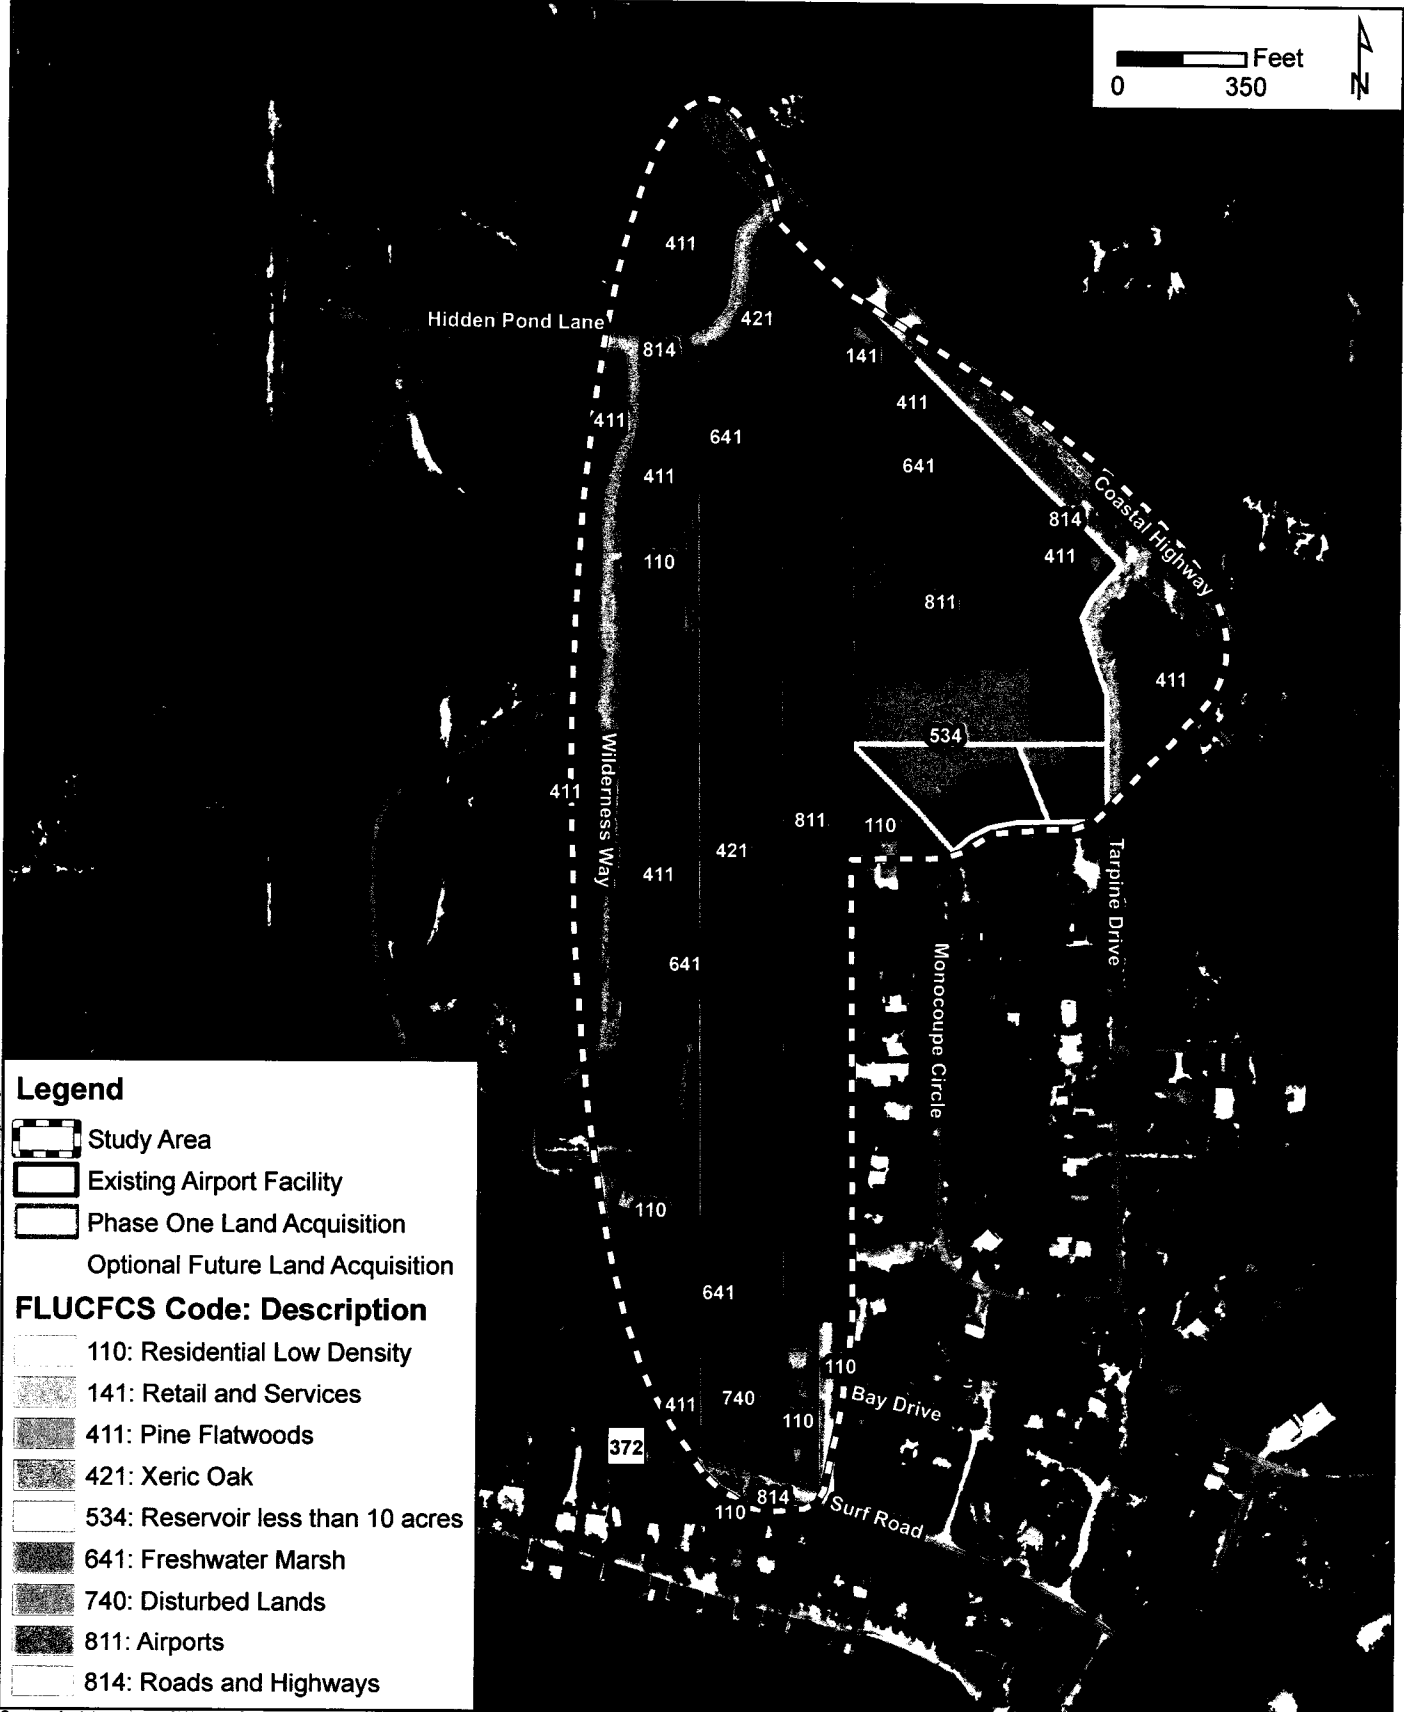 Feet
0 350
N
411
Hidden Pond Lane
421
814
141
411
411
641
411
641
Coastal Highway
814
411
110
811
411
534
Wilderness Way
411
811
110
421
Tarpine Drive
411
Monocoupe Circle
641
110
641
110
Bay Drive
411
740
110
372
814
110
Surf Road
Legend
Study Area
Existing Airport Facility
Phase One Land Acquisition
Optional Future Land Acquisition
FLUCFCS Code: Description
110: Residential Low Density
141: Retail and Services
411: Pine Flatwoods
421: Xeric Oak
534: Reservoir less than 10 acres
641: Freshwater Marsh
740: Disturbed Lands
811: Airports
814: Roads and Highways